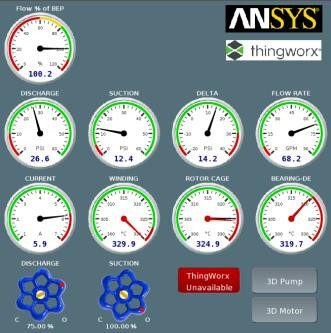 Flow % of BEP
%
100.2
ANSYS®
thingworx®
DISCHARGE SUCTION DELTA FLOW RATE
PSI PSI PSI GPM
26.6 12.4 14.2 68.2
CURRENT WINDING ROTOR CAGE BEARING-DE
A °C °C °C
5.9 329.9 324.9 319.7
DISCHARGE SUCTION
C O C O
75.00 % 100.00 %
ThingWorx
Unavailable
3D Pump
3D Motor